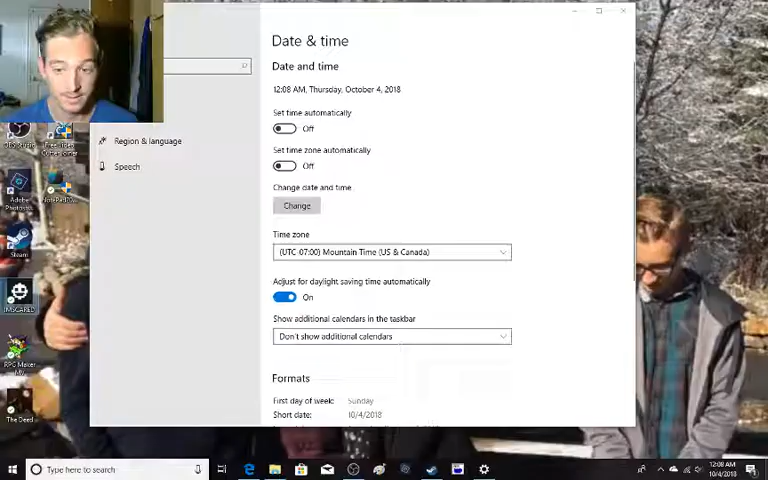 Date & time
Date and time
12:08 AM, Thursday, October 4, 2018
Set time automatically
Off
Set time zone automatically
Off
Change date and time
Change
Time zone
(UTC-07:00) Mountain Time (US & Canada)
Adjust for daylight saving time automatically
On
Show additional calendars in the taskbar
Don't show additional calendars
Formats
First day of week: Sunday
Short date: 10/4/2018
Region & language
Speech
OBS Studio
Adobe
Steam
IMSCARED
RPG Maker
MV
The Deed
Type here to search
12:08 AM
10/4/2018